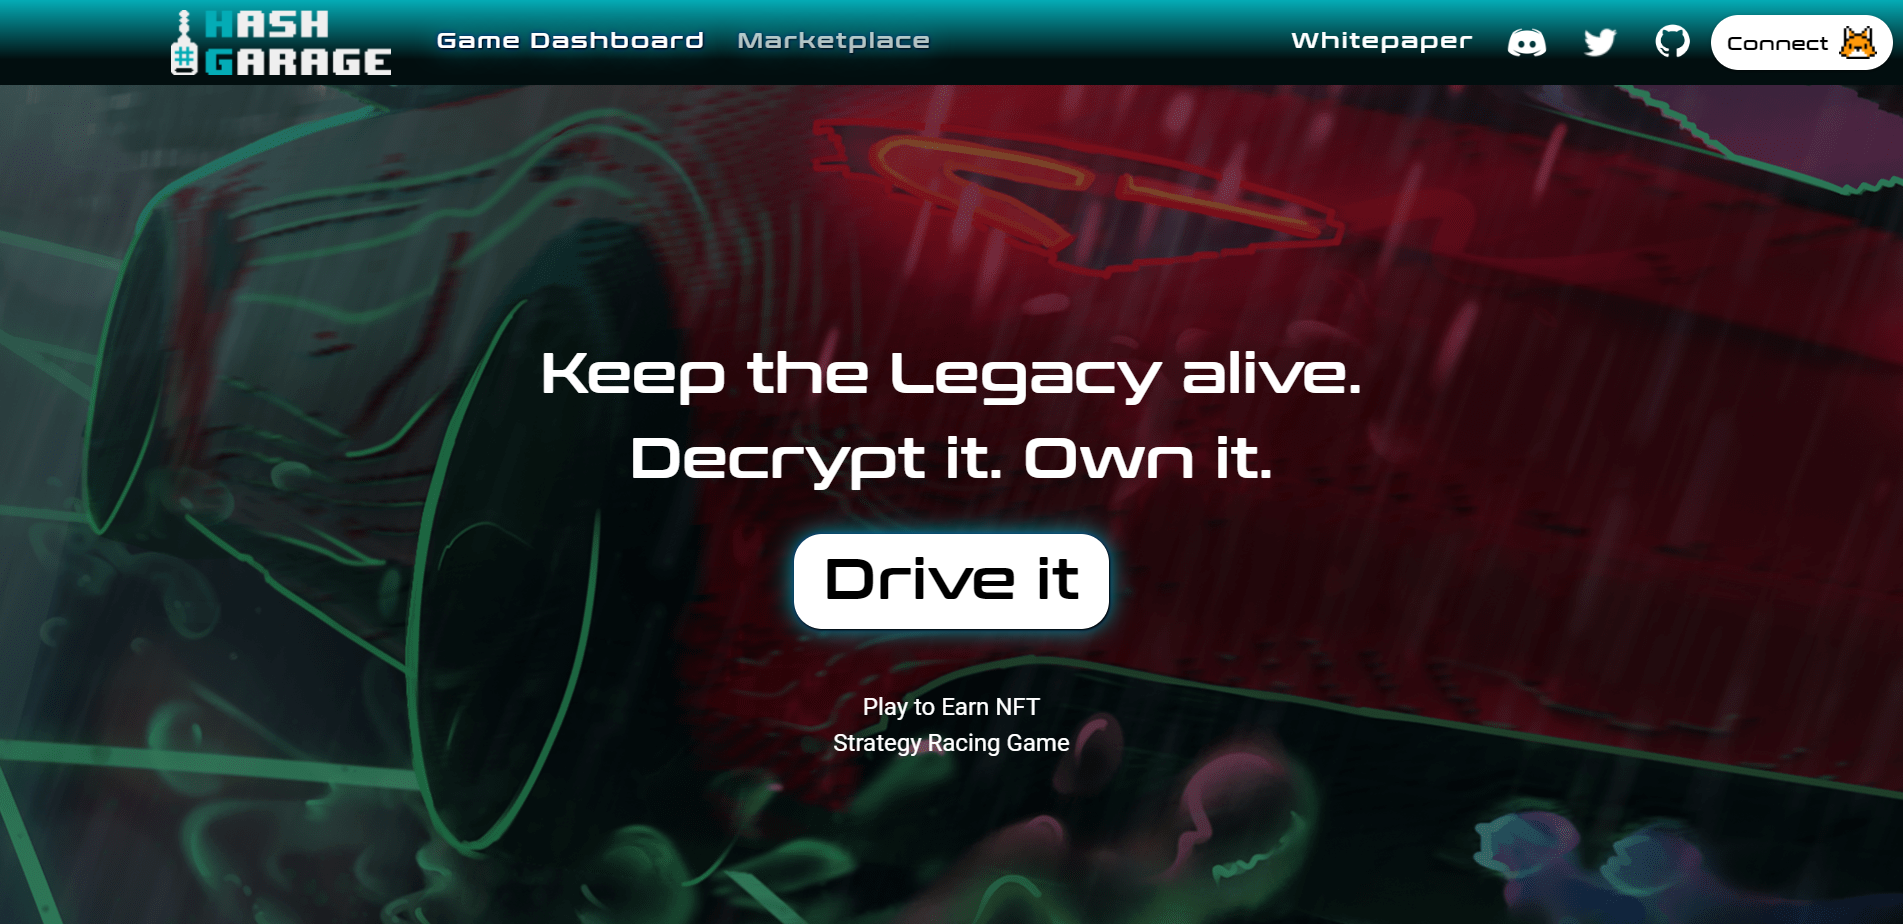 HASH
GARAGE
Game Dashboard
Marketplace
Whitepaper
Connect
Keep the Legacy alive.
Decrypt it. Own it.
Drive it
Play to Earn NFT
Strategy Racing Game